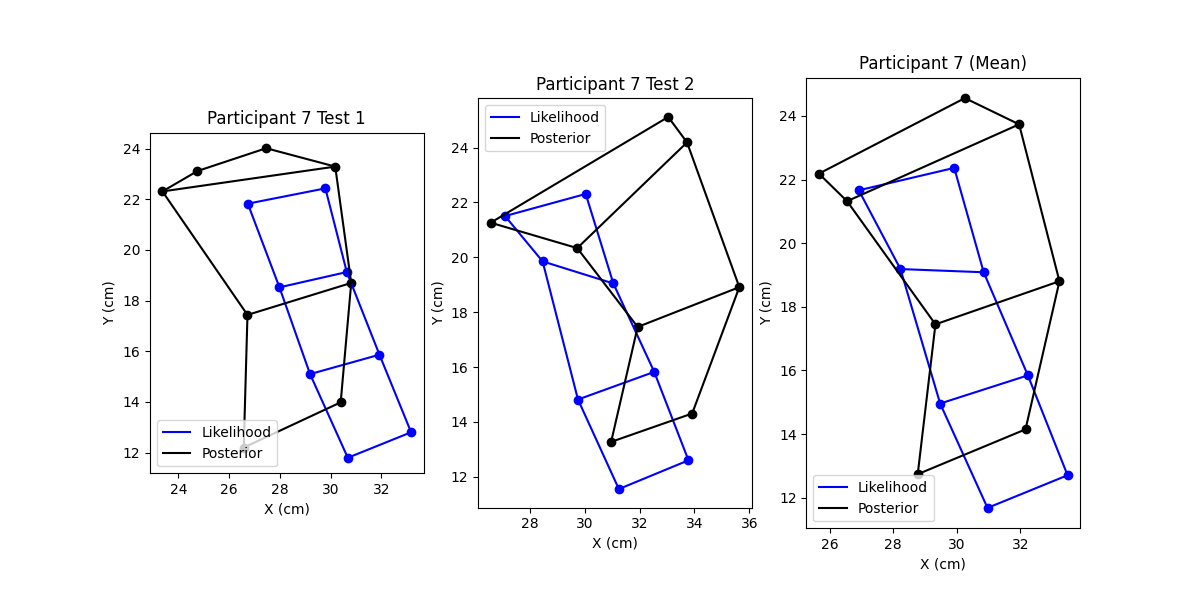 Participant 7 Test 1
Y (cm)
24
22
20
18
16
14
12
Likelihood
Posterior
24 26 28 30 32
X (cm)
Participant 7 Test 2
Y (cm)
24
22
20
18
16
14
12
Likelihood
Posterior
28 30 32 34 36
X (cm)
Participant 7 (Mean)
Y (cm)
24
22
20
18
16
14
12
Likelihood
Posterior
26 28 30 32
X (cm)